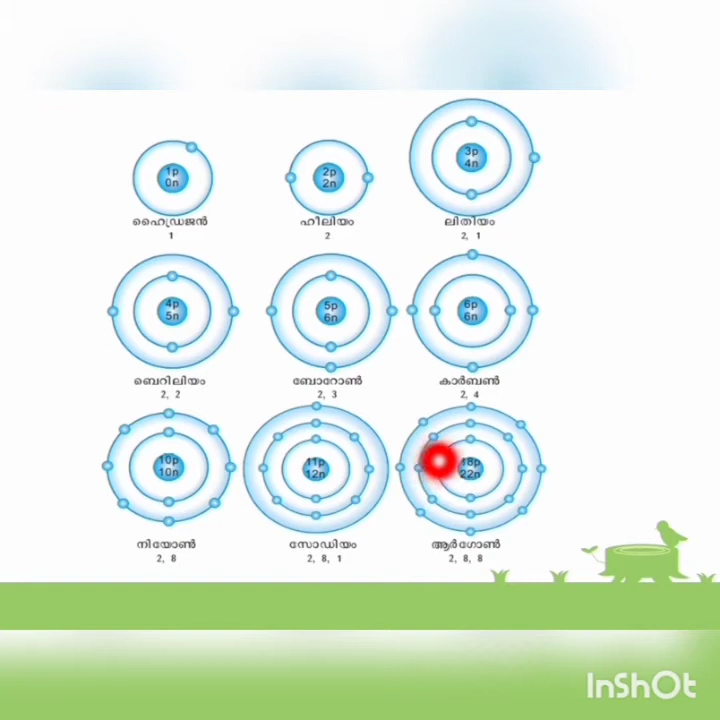 1p
0n
ഹൈഡ്രജൻ
1
2p
2n
ഹീലിയം
2
3p
4n
ലിതിയം
2, 1
4p
5n
ബെറിലിയം
2, 2
5p
6n
ബോറോൺ
2, 3
6p
6n
കാർബൺ
2, 4
10p
10n
നിയോൺ
2, 8
11p
12n
സോഡിയം
2, 8, 1
18p
22n
ആർഗോൺ
2, 8, 8
InShOt